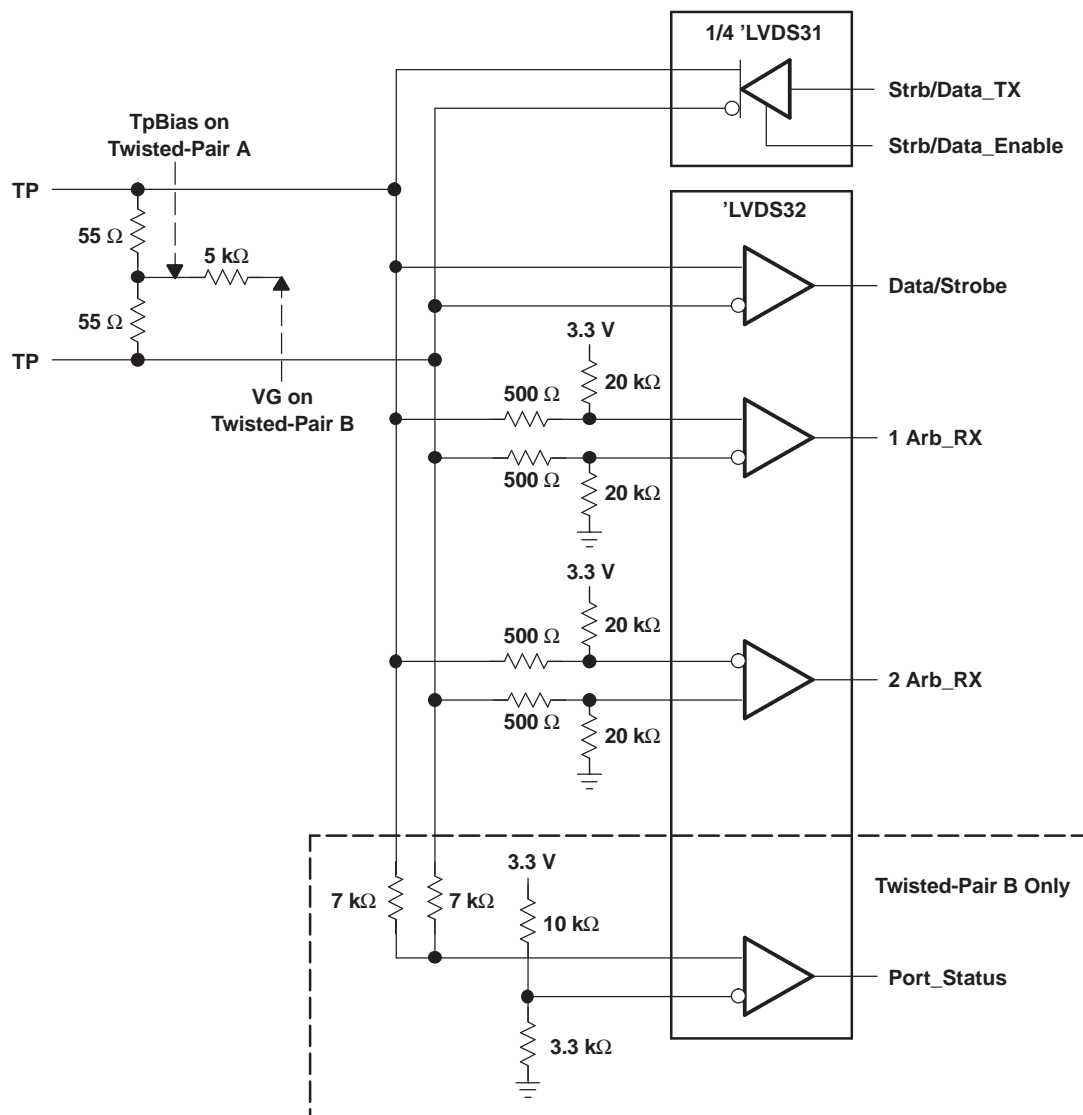 1/4 ’LVDS31
Strb/Data_TX
Strb/Data_Enable
TpBias on
Twisted-Pair A
TP
55 Ω
5 kΩ
55 Ω
TP
VG on
Twisted-Pair B
’LVDS32
Data/Strobe
3.3 V
20 kΩ
500 Ω
1 Arb_RX
500 Ω
20 kΩ
3.3 V
20 kΩ
500 Ω
2 Arb_RX
500 Ω
20 kΩ
3.3 V
7 kΩ
7 kΩ
10 kΩ
Twisted-Pair B Only
Port_Status
3.3 kΩ